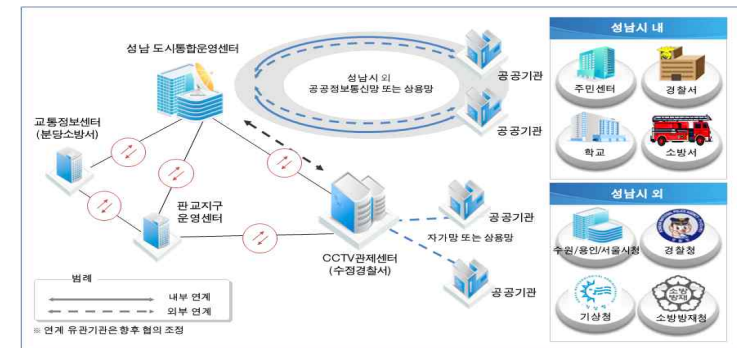 성남 도시통합운영센터
공공기관
성남시 외
공공정보통신망 또는 상용망
공공기관
교통정보센터
(분당소방서)
판교지구
운영센터
CCTV관제센터
(수정경찰서)
공공기관
자가망 또는 상용망
공공기관
범례
내부 연계
외부 연계
※ 연계 유관기관은 향후 협의 조정
성남시 내
주민센터
경찰서
학교
소방서
성남시 외
수원/용인/서울시청
경찰청
기상청
소방
방재
소방방재청